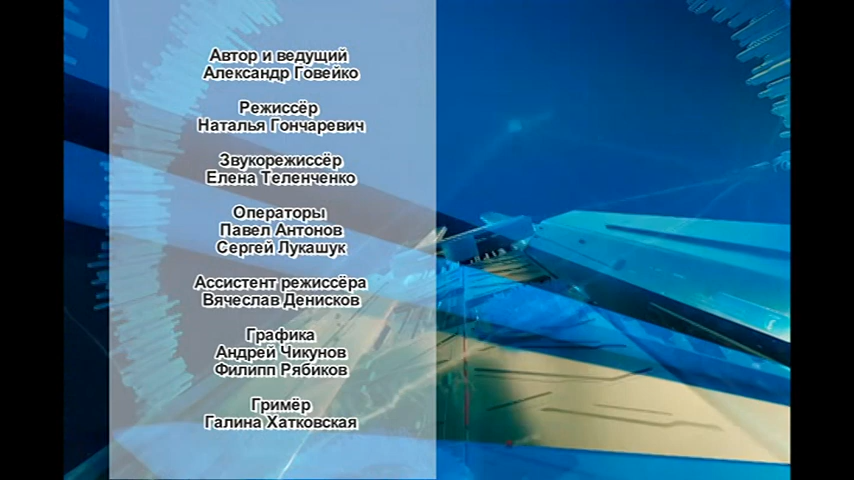 Автор и ведущий
Александр Говейко
Режиссёр
Наталья Гончаревич
Звукорежиссёр
Елена Теленченко
Операторы
Павел Антонов
Сергей Лукашук
Ассистент режиссёра
Вячеслав Денисков
Графика
Андрей Чикунов
Филипп Рябиков
Гримёр
Галина Хатковская